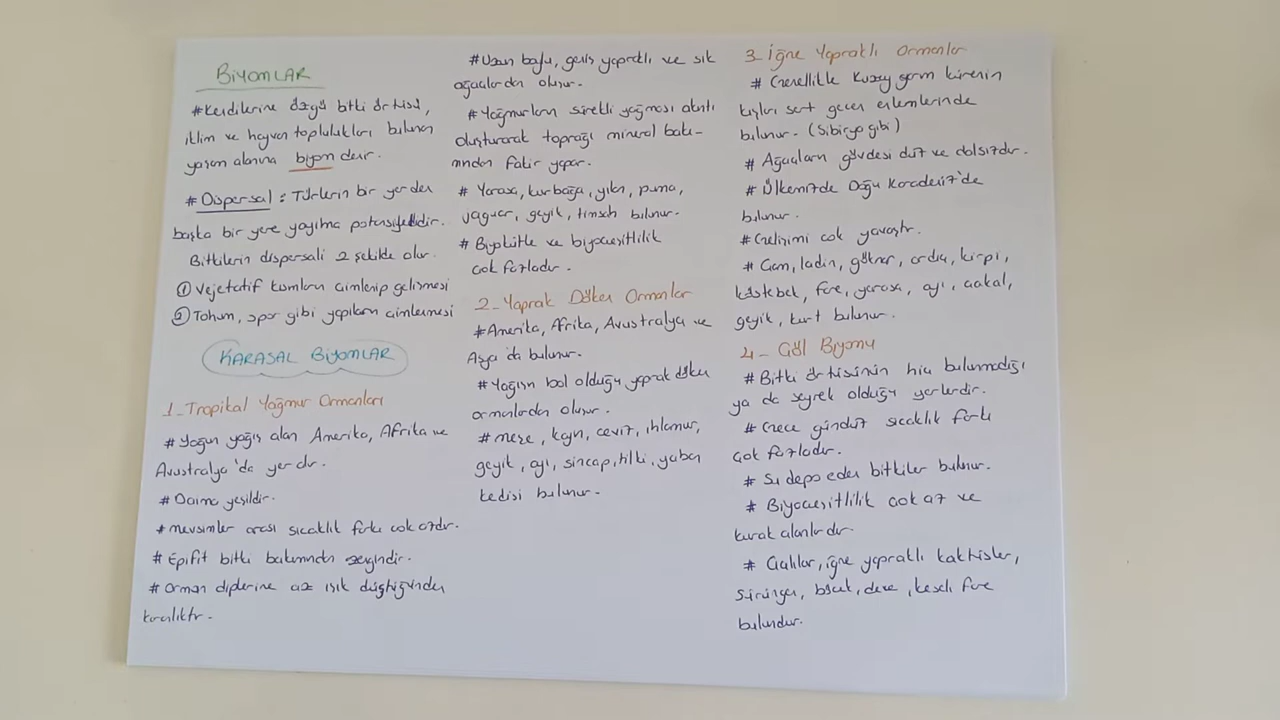 BİYOMLAR
#Kendilerine özgü bitki örtüsü,
iklim ve hayvan toplulukları bulunan
yaşam alanına biyom denir.
#Dispersal : Türlerin bir yerden
başka bir yere yayılma potansiyelidir.
Bitkilerin dispersali 2 şekilde olur.
① Vejetatif kısımların çimlenip gelişmesi
② Tohum, spor gibi yapıların çimlenmesi
KARASAL BİYOMLAR
1_Tropikal Yağmur Ormanları
#Yoğun yağış alan Amerika, Afrika ve
Avustralya'da yer alır.
#Daima yeşildir.
#mevsimler arası sıcaklık farkı çok azdır.
#Epifit bitki bakımından zengindir.
#Orman diplerine az ışık düştüğünden
karanlıktır.
#Uzun boylu, geniş yapraklı ve sık
ağaçlardan oluşur.
#Yağmurların sürekli yağması akıntı
oluşturarak toprağı mineral bakı-
mından fakir yapar.
#Yarasa, kurbağa, yılan, puma,
jaguar, geyik, timsah bulunur.
#Biyokütle ve biyoçeşitlilik
çok fazladır.
2_Yaprak Döken Ormanlar
#Amerika, Afrika, Avustralya ve
Asya'da bulunur.
#Yağışın bol olduğu yaprak döken
ormanlardan oluşur.
#meşe, kayın, ceviz, ıhlamur,
geyik, ayı, sincap, tilki, yaban
kedisi bulunur.
3_İğne Yapraklı Ormanlar
#Genellikle kuzey yarım kürenin
kışları sert geçen enlemlerinde
bulunur. (Sibirya gibi)
#Ağaçların gövdesi düz ve dalsızdır.
#Ülkemizde Doğu Karadeniz'de
bulunur.
#Gelişimi çok yavaştır.
#Çam, ladin, göknar, ardıç, kirpi,
köstebek, fare, yarasa, ayı, çakal,
geyik, kurt bulunur.
4_Çöl Biyomu
#Bitki örtüsünün hiç bulunmadığı
ya da seyrek olduğu yerlerdir.
#Gece gündüz sıcaklık farkı
çok fazladır.
#Su depo eden bitkiler bulunur.
#Biyoçeşitlilik çok az ve
kurak alanlardır.
#Çalılar, iğne yapraklı kaktüsler,
sürüngen, böcek, deve, keseli fare
bulunur.